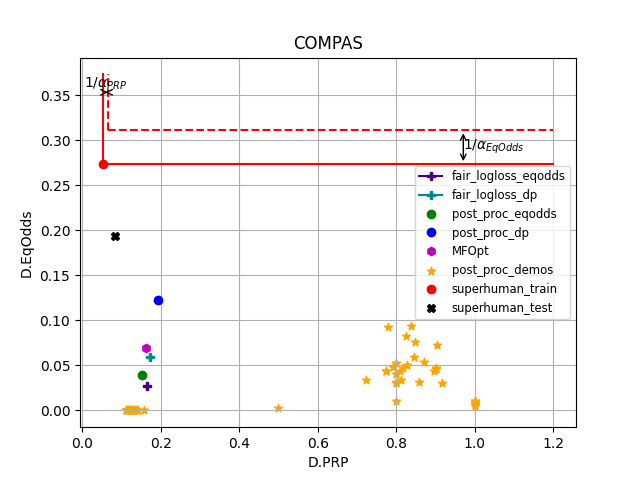 COMPAS
1/α_PRP
1/α_EqOdds
D.EqOdds
0.35
0.30
0.25
0.20
0.15
0.10
0.05
0.00
fair_logloss_eqodds
fair_logloss_dp
post_proc_eqodds
post_proc_dp
MFOpt
post_proc_demos
superhuman_train
superhuman_test
0.0 0.2 0.4 0.6 0.8 1.0 1.2
D.PRP